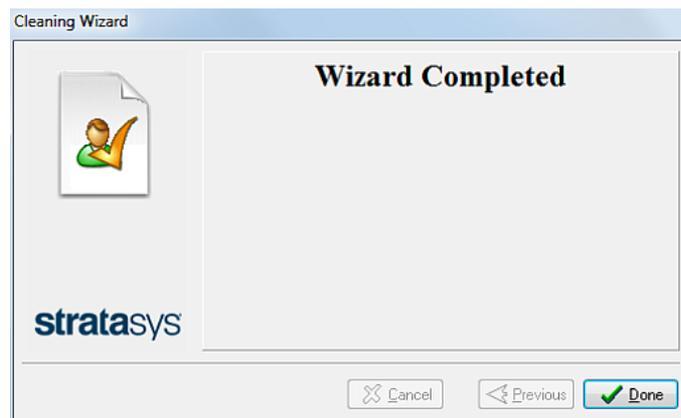 Cleaning Wizard
Wizard Completed
stratasys
Cancel
Previous
Done